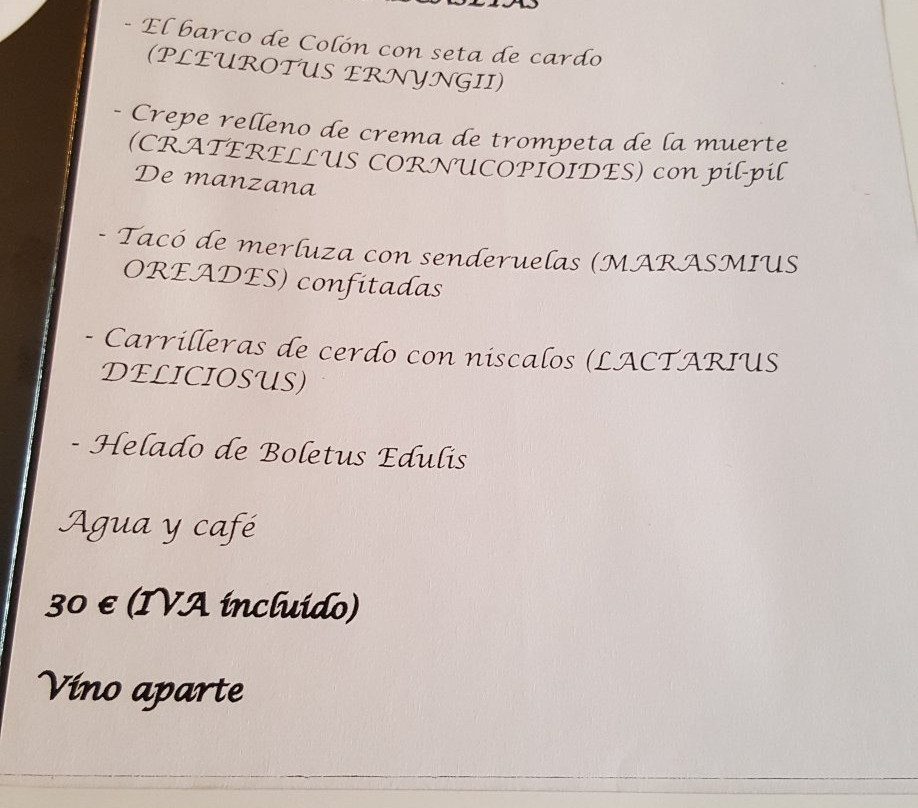 - El barco de Colón con seta de cardo
(PLEUROTUS ERNYNGII)
- Crepe relleno de crema de trompeta de la muerte
(CRATERELLUS CORNUCOPIOIDES) con pil-pil
De manzana
- Tacó de merluza con senderuelas (MARASMIUS
OREADES) confitadas
- Carrilleras de cerdo con niscalos (LACTARIUS
DELICIOSUS)
- Helado de Boletus Edulis
Agua y café
30 € (IVA incluido)
Vino aparte